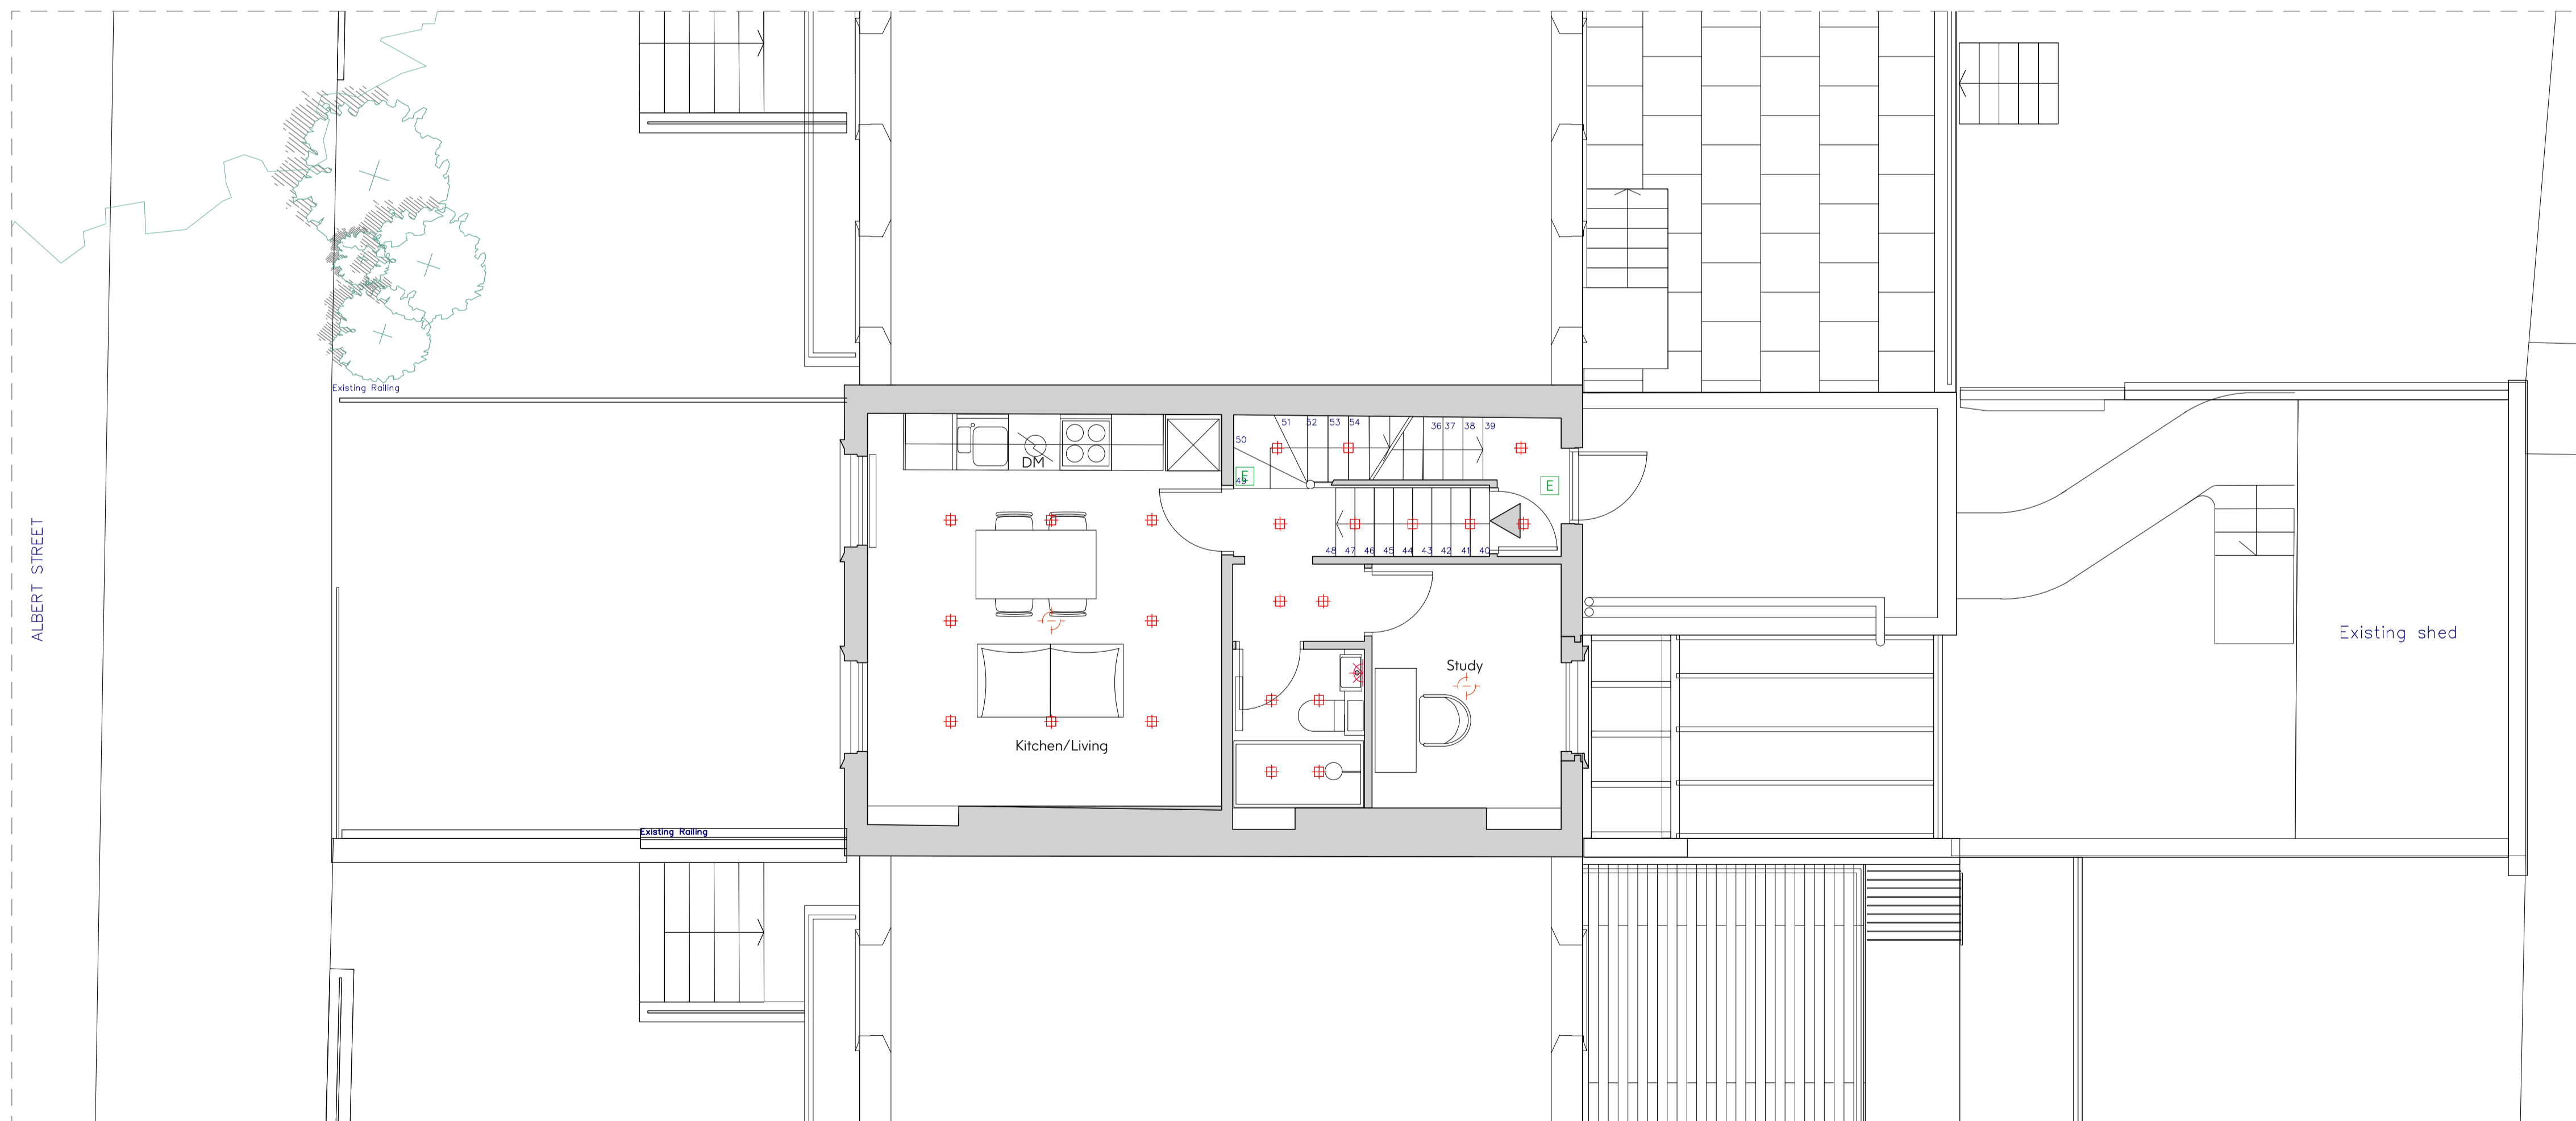 Existing Railing
51 52 53 54
36 37 38 39
50
49
E
E
DM
48 47 46 45 44 43 42 41 40
ALBERT STREET
Existing shed
Study
Kitchen/Living
Existing Railing